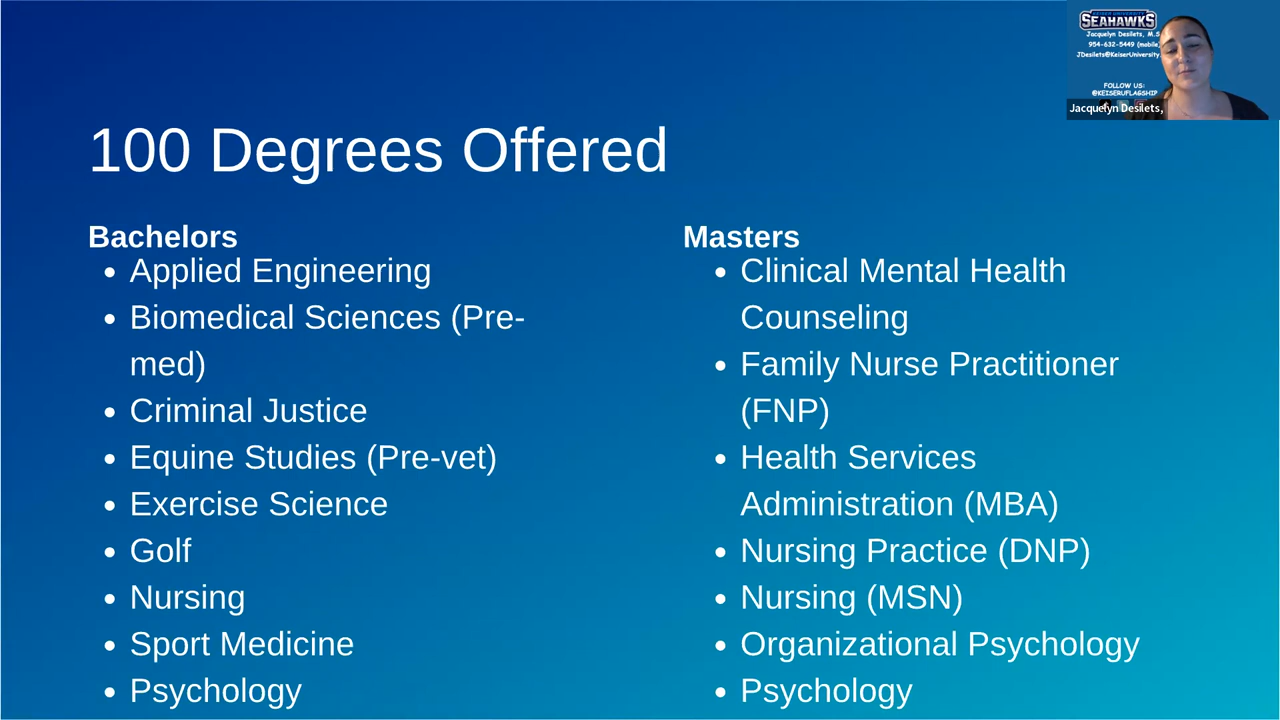 KEISER UNIVERSITY
SEAHAWKS
Jacquelyn Desilets, M.S
954-632-5449 (mobile)
JDesilets@KeiserUniversity
FOLLOW US:
@KEISERUFLAGSHIP
Jacquelyn Desilets,
100 Degrees Offered
Bachelors
• Applied Engineering
• Biomedical Sciences (Pre-
med)
• Criminal Justice
• Equine Studies (Pre-vet)
• Exercise Science
• Golf
• Nursing
• Sport Medicine
• Psychology
Masters
• Clinical Mental Health
Counseling
• Family Nurse Practitioner
(FNP)
• Health Services
Administration (MBA)
• Nursing Practice (DNP)
• Nursing (MSN)
• Organizational Psychology
• Psychology